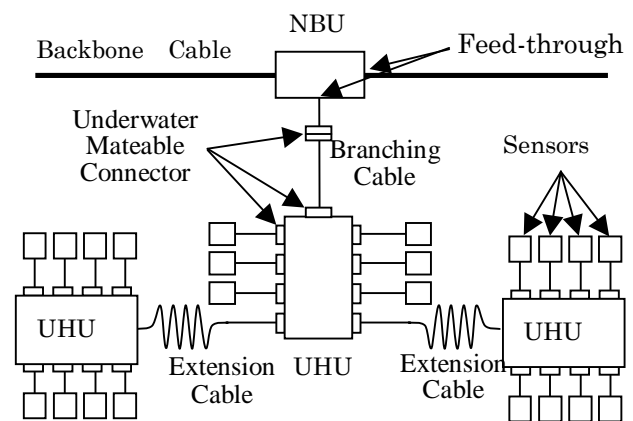 NBU
Backbone Cable
Feed-through
Underwater
Mateable
Connector
Branching
Cable
Sensors
UHU
UHU
UHU
Extension
Cable
Extension
Cable